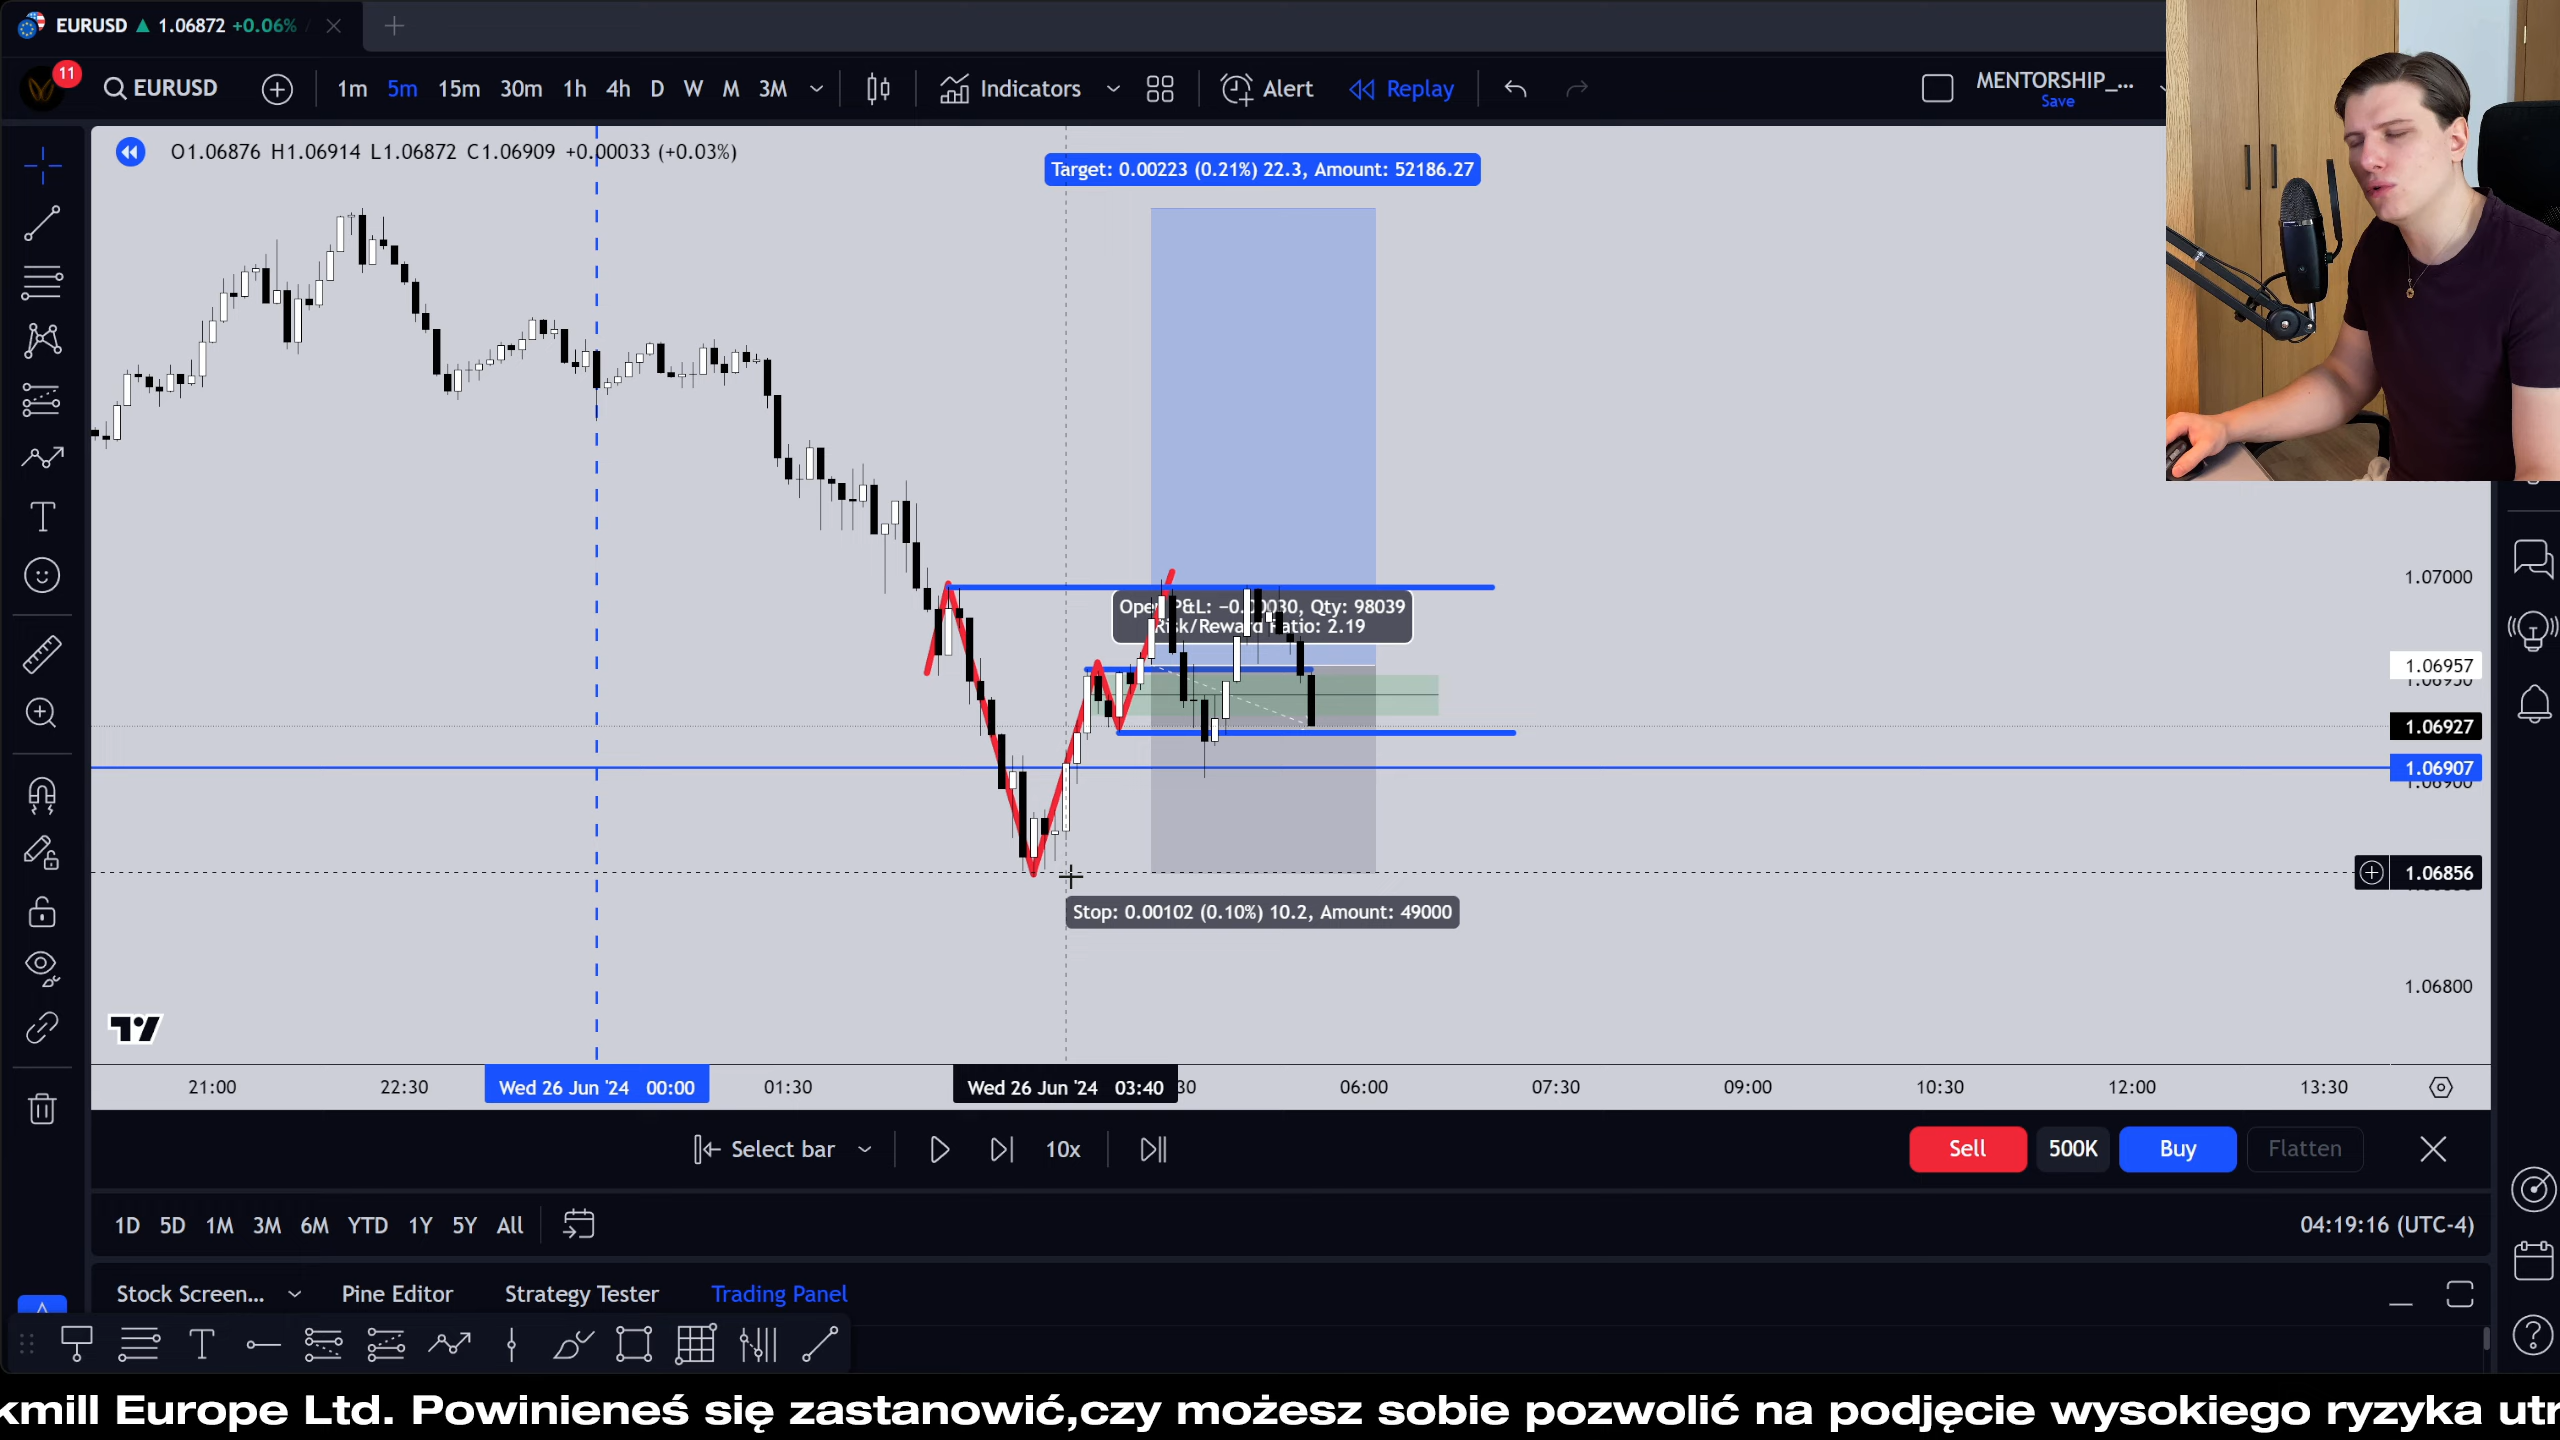 EURUSD 1.06872 +0.06%
11 EURUSD 1m 5m 15m 30m 1h 4h D W M 3M Indicators Alert Replay MENTORSHIP_...
Save
O1.06876 H1.06914 L1.06872 C1.06909 +0.00033 (+0.03%)
Target: 0.00223 (0.21%) 22.3, Amount: 52186.27
1.07000
Open P&L: −0.00030, Qty: 98039
Risk/Reward Ratio: 2.19
1.06957
1.06950
1.06927
1.06907
1.06900
1.06856
Stop: 0.00102 (0.10%) 10.2, Amount: 49000
1.06800
21:00 22:30 Wed 26 Jun '24 00:00 01:30 Wed 26 Jun '24 03:40 30 06:00 07:30 09:00 10:30 12:00 13:30
Select bar 10x Sell 500K Buy Flatten
1D 5D 1M 3M 6M YTD 1Y 5Y All 04:19:16 (UTC-4)
Stock Screen... Pine Editor Strategy Tester Trading Panel
kmill Europe Ltd. Powinieneś się zastanowić,czy możesz sobie pozwolić na podjęcie wysokiego ryzyka utr